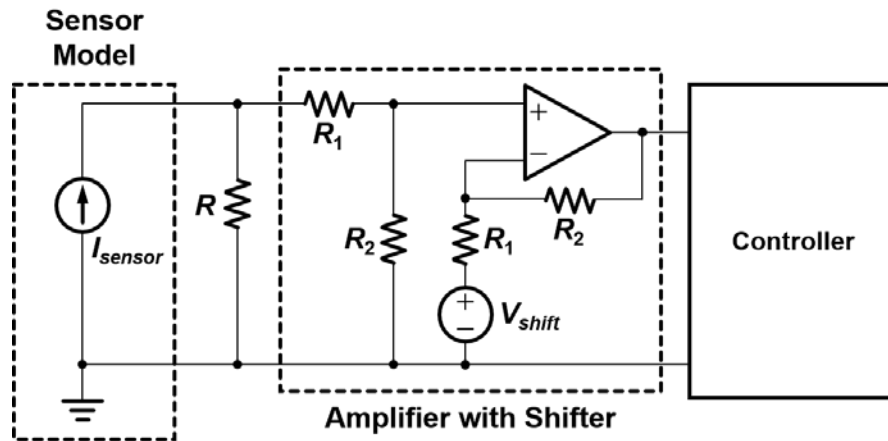 Sensor
Model
R1
+
−
R
R2
R2
R1
Isensor
+
−
Vshift
Controller
Amplifier with Shifter